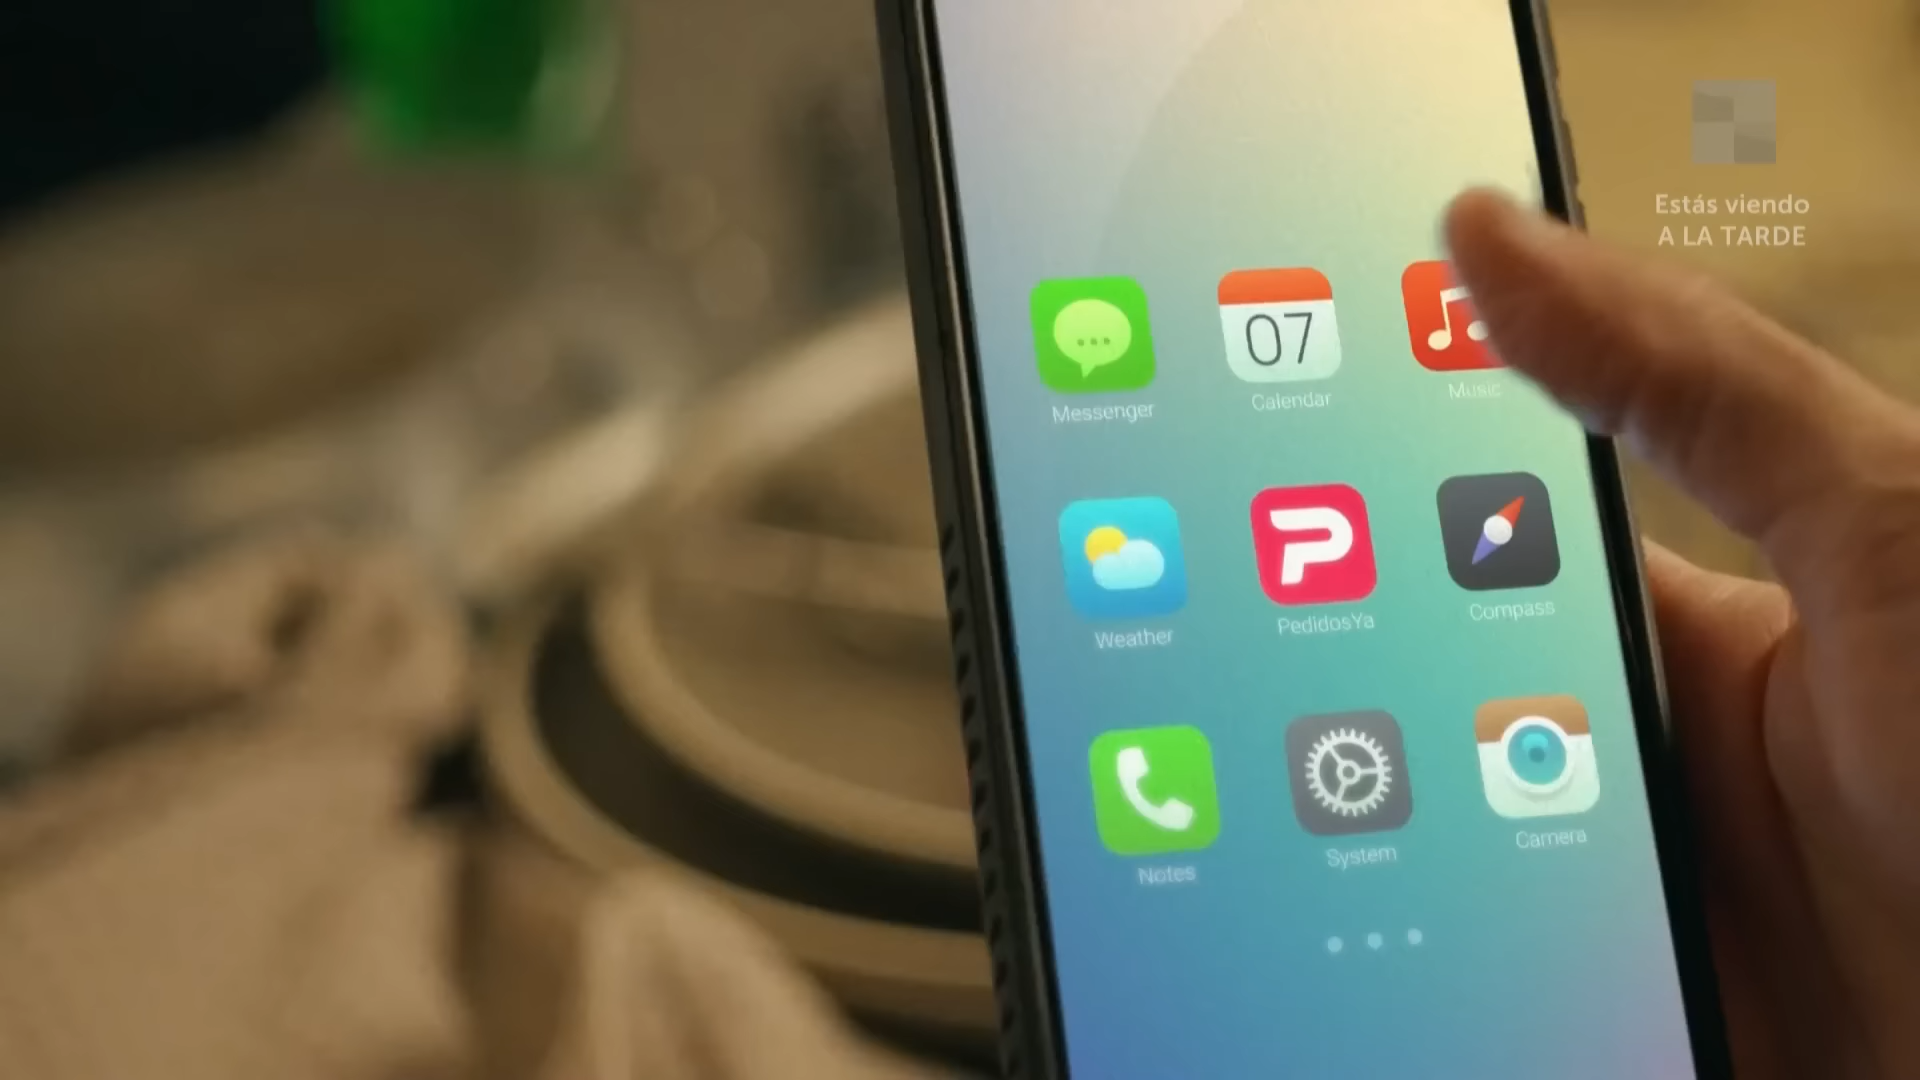 Estás viendo
A LA TARDE
07
Messenger
Calendar
Music
Weather
PedidosYa
Compass
Notes
System
Camera